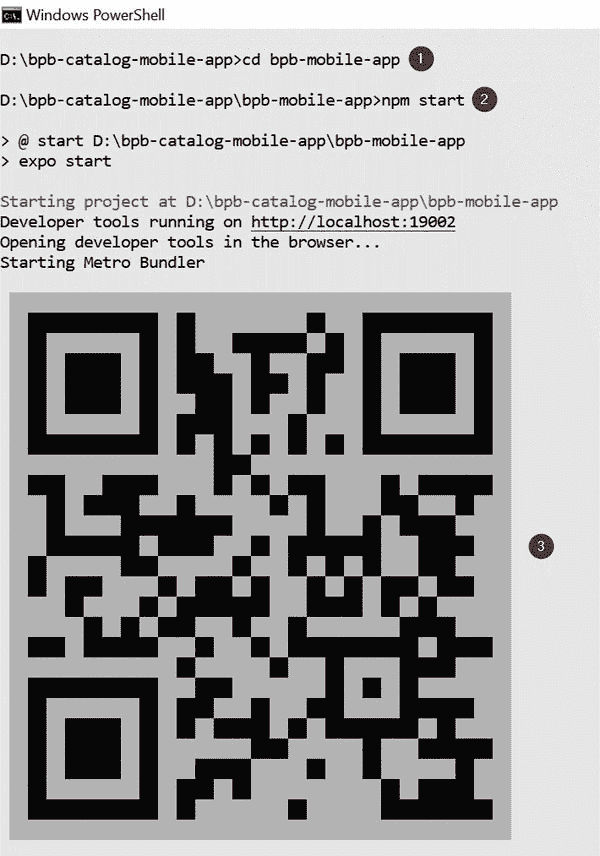 Windows PowerShell
D:\bpb-catalog-mobile-app>cd bpb-mobile-app 1
D:\bpb-catalog-mobile-app\bpb-mobile-app>npm start 2
> @ start D:\bpb-catalog-mobile-app\bpb-mobile-app
> expo start
Starting project at D:\bpb-catalog-mobile-app\bpb-mobile-app
Developer tools running on http://localhost:19002
Opening developer tools in the browser...
Starting Metro Bundler
3